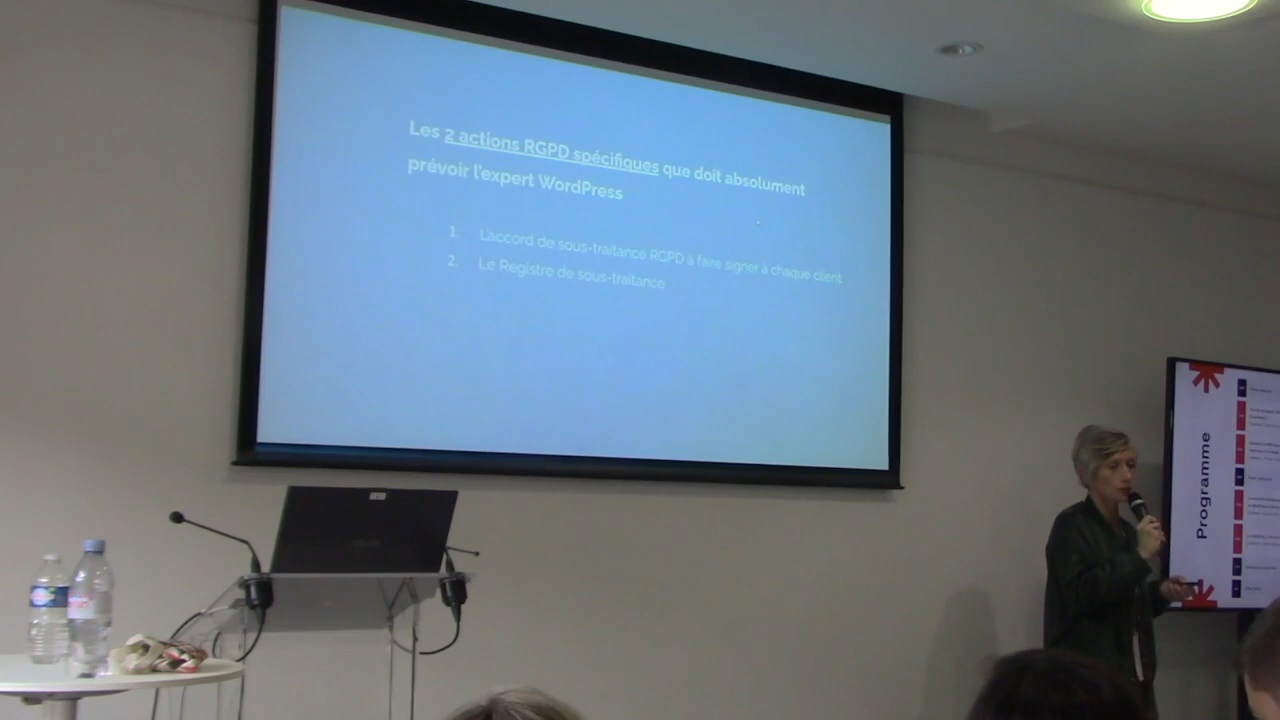 Les 2 actions RGPD spécifiques que doit absolument
prévoir l'expert WordPress
1. L'accord de sous-traitance RGPD à faire signer à chaque client
2. Le Registre de sous-traitance
Programme